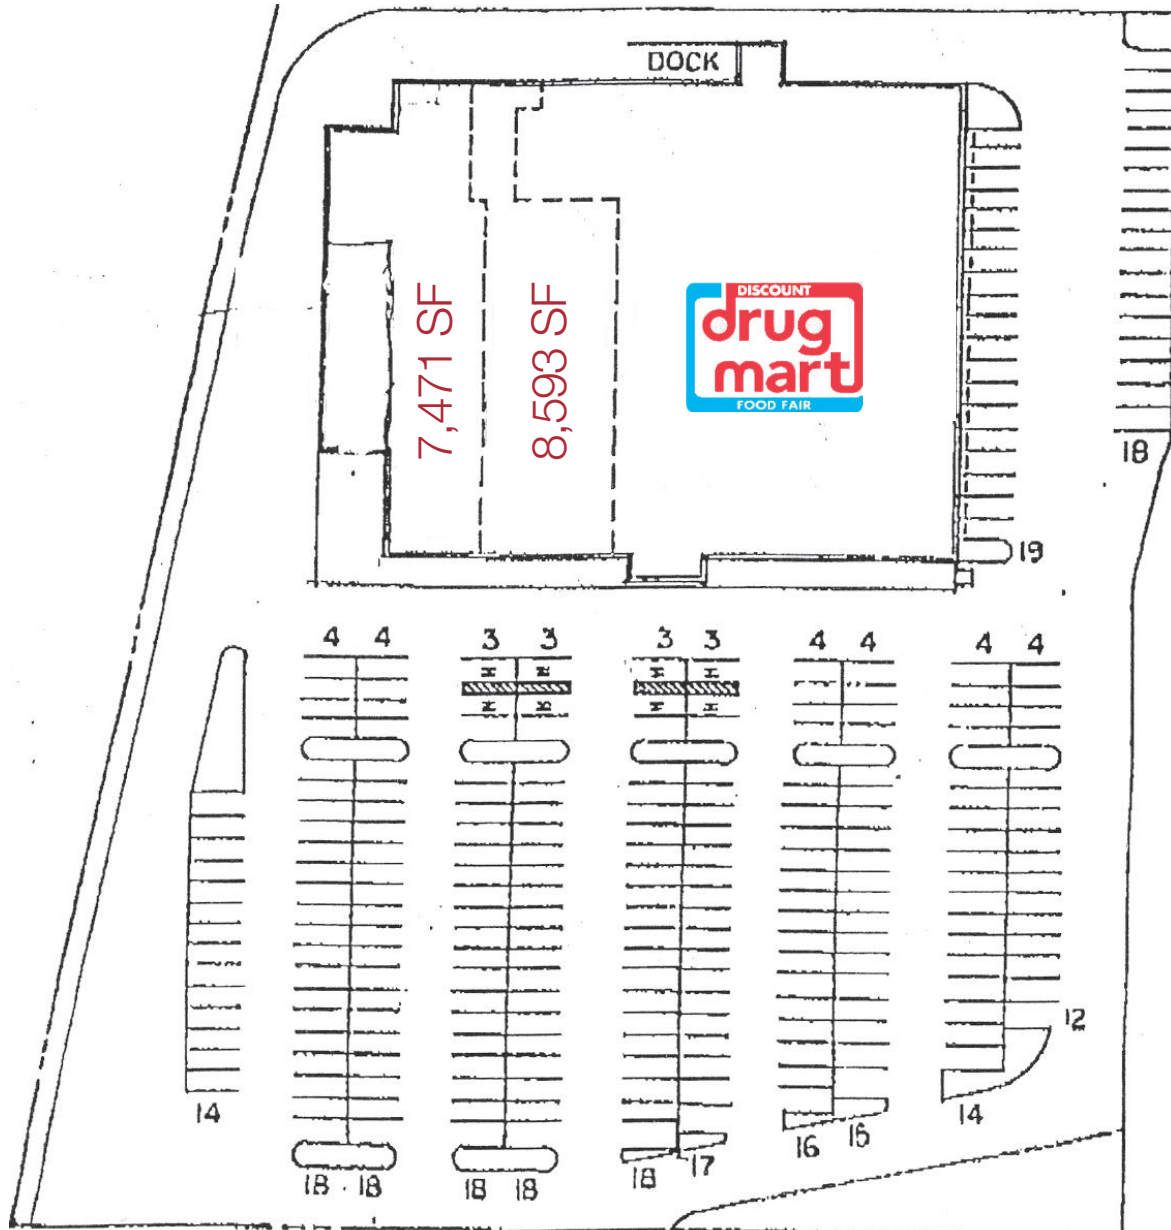 DOCK
7,471 SF
8,593 SF
DISCOUNT
drug
mart
FOOD FAIR
18
19
4 4 3 3 3 3 4 4 4 4
H H H H
H H H
12
14
14
16 15
18 17
18 18 18 18